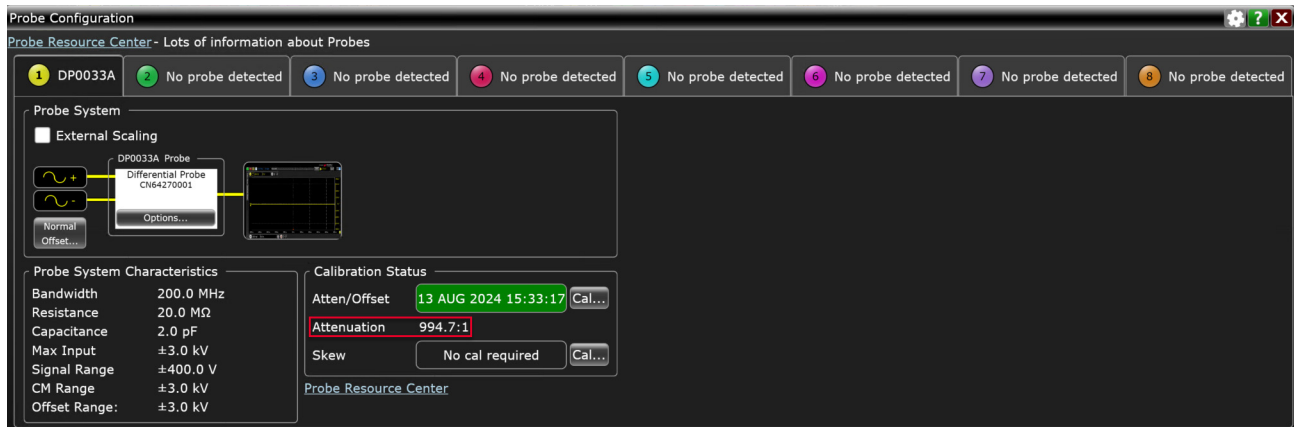 Probe Configuration
?
X
Probe Resource Center - Lots of information about Probes
1 DP0033A
2 No probe detected
3 No probe detected
4 No probe detected
5 No probe detected
6 No probe detected
7 No probe detected
8 No probe detected
Probe System
External Scaling
DP0033A Probe
Differential Probe
CN64270001
Options...
+
-
Normal
Offset...
Probe System Characteristics
Bandwidth 200.0 MHz
Resistance 20.0 MΩ
Capacitance 2.0 pF
Max Input ±3.0 kV
Signal Range ±400.0 V
CM Range ±3.0 kV
Offset Range: ±3.0 kV
Calibration Status
Atten/Offset 13 AUG 2024 15:33:17 Cal...
Attenuation 994.7:1
Skew No cal required Cal...
Probe Resource Center